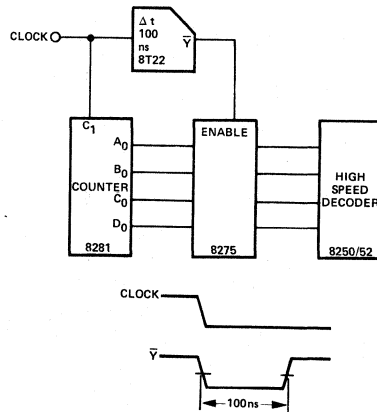 CLOCK
Δt
100
ns
8T22
Y̅
C₁
A₀
B₀
COUNTER
C₀
D₀
8281
ENABLE
8275
HIGH
SPEED
DECODER
8250/52
CLOCK
Y̅
100ns